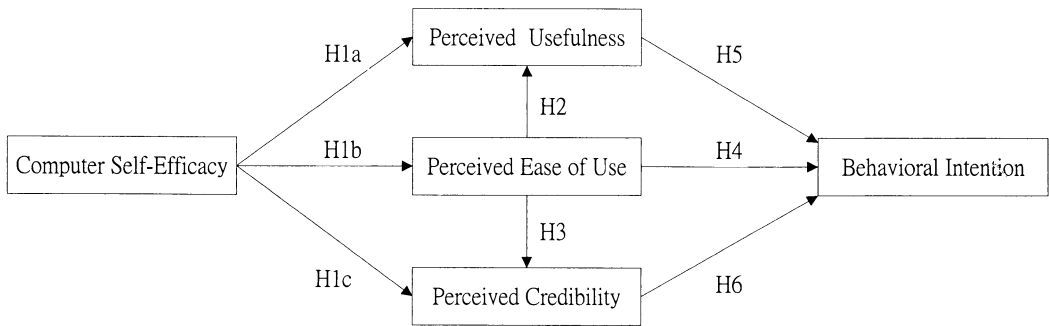 Perceived Usefulness
H1a
H5
H2
Computer Self-Efficacy
H1b
Perceived Ease of Use
H4
Behavioral Intention
H3
H1c
Perceived Credibility
H6